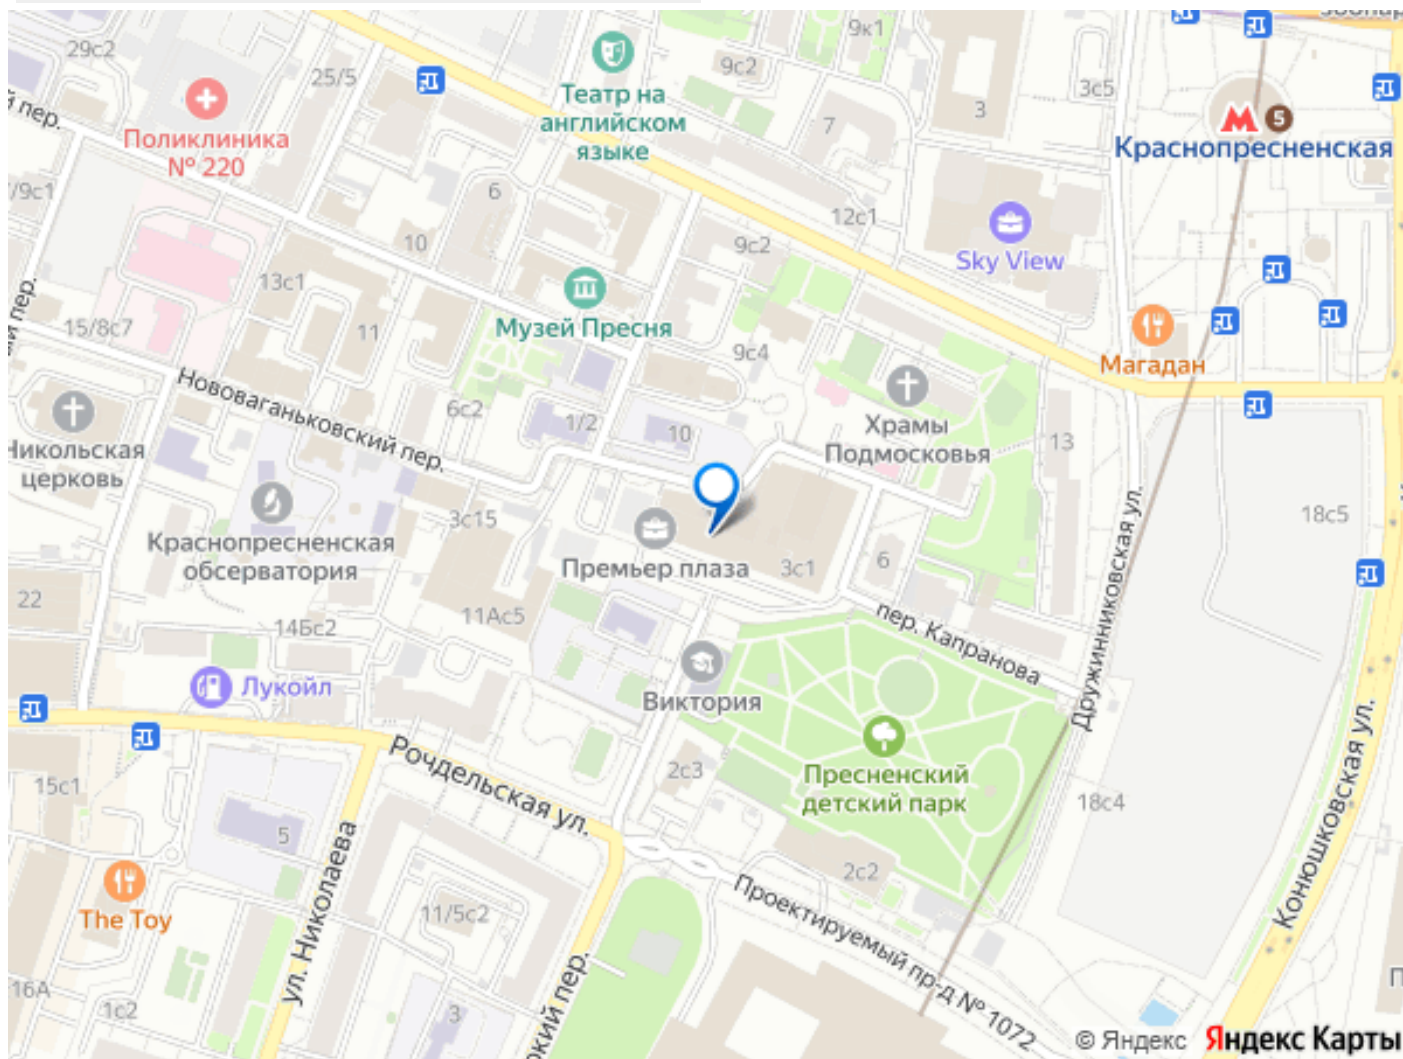 29с2
25/5
9к1
9с2
3
3с5
7
Театр на
английском
языке
Поликлиника
№ 220
й пер.
5
Краснопресненская
/9с1
6
10
12с1
9с2
Sky View
13с1
Музей Пресня
15/8с7
11
9с4
Магадан
Нововаганьковский пер.
6с2
1/2
10
Храмы
Подмосковья
13
Никольская
церковь
3с15
Краснопресненская
обсерватория
Премьер плаза
3с1
6
18с5
Дружинниковская ул.
22
14Бс2
11Ас5
пер. Капранова
Лукойл
Виктория
Рочдельская ул.
2с3
Пресненский
детский парк
18с4
Конюшковская ул.
15с1
5
2с2
The Toy
ул. Николаева
11/5с2
Проектируемый пр-д № 1072
16А
1с2
3
© Яндекс Яндекс Карты